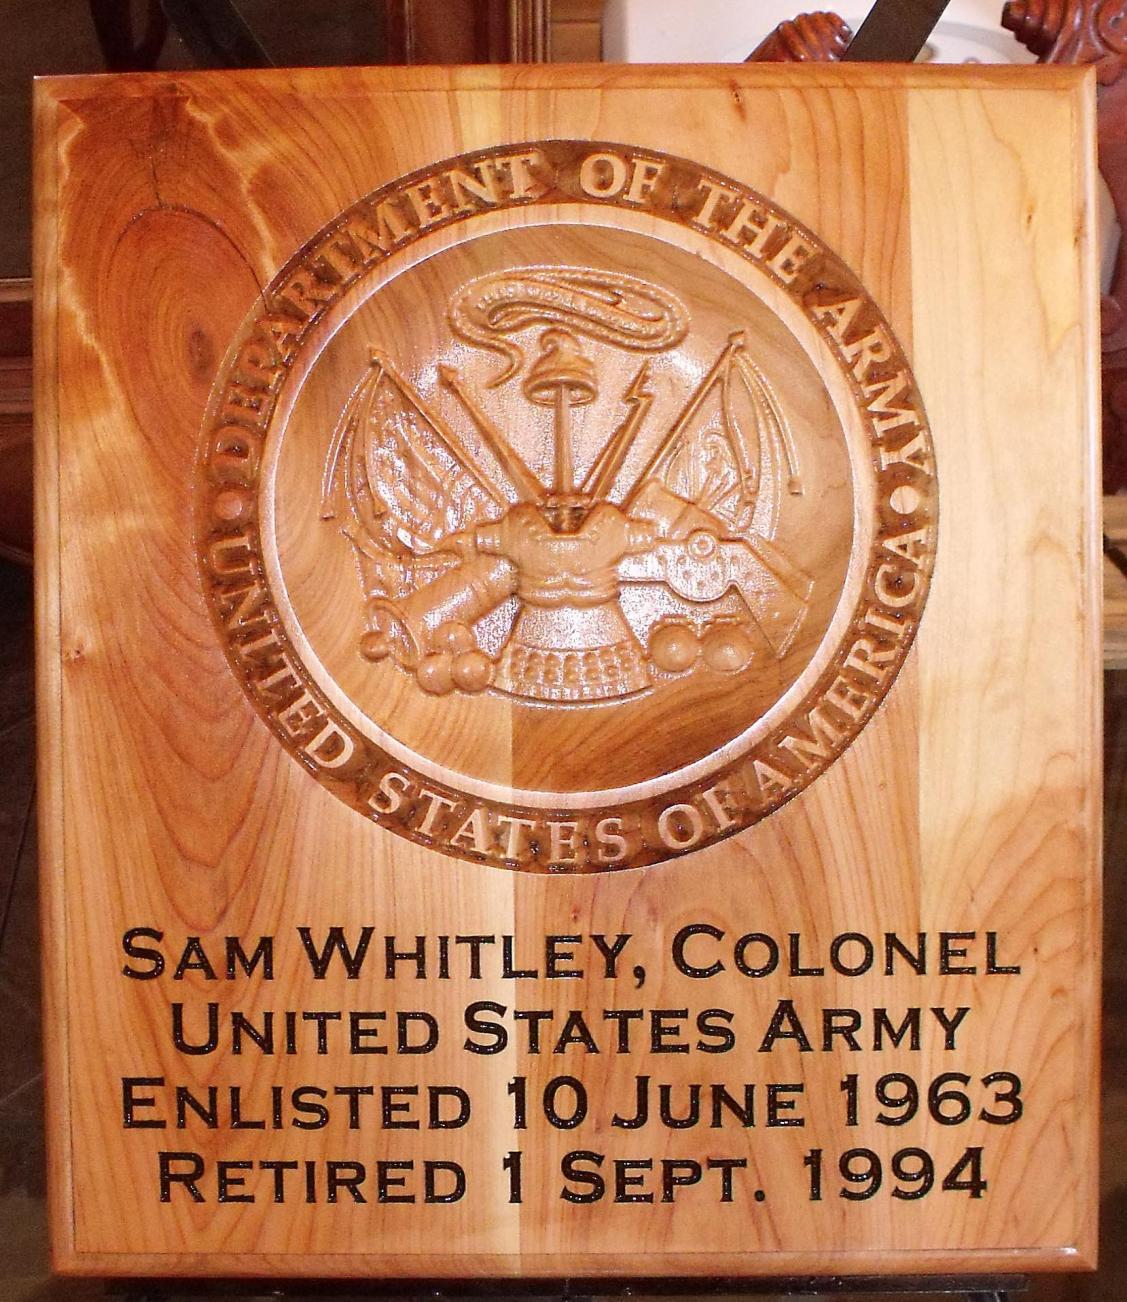 DEPARTMENT OF THE ARMY
UNITED STATES OF AMERICA
SAM WHITLEY, COLONEL
UNITED STATES ARMY
ENLISTED 10 JUNE 1963
RETIRED 1 SEPT. 1994